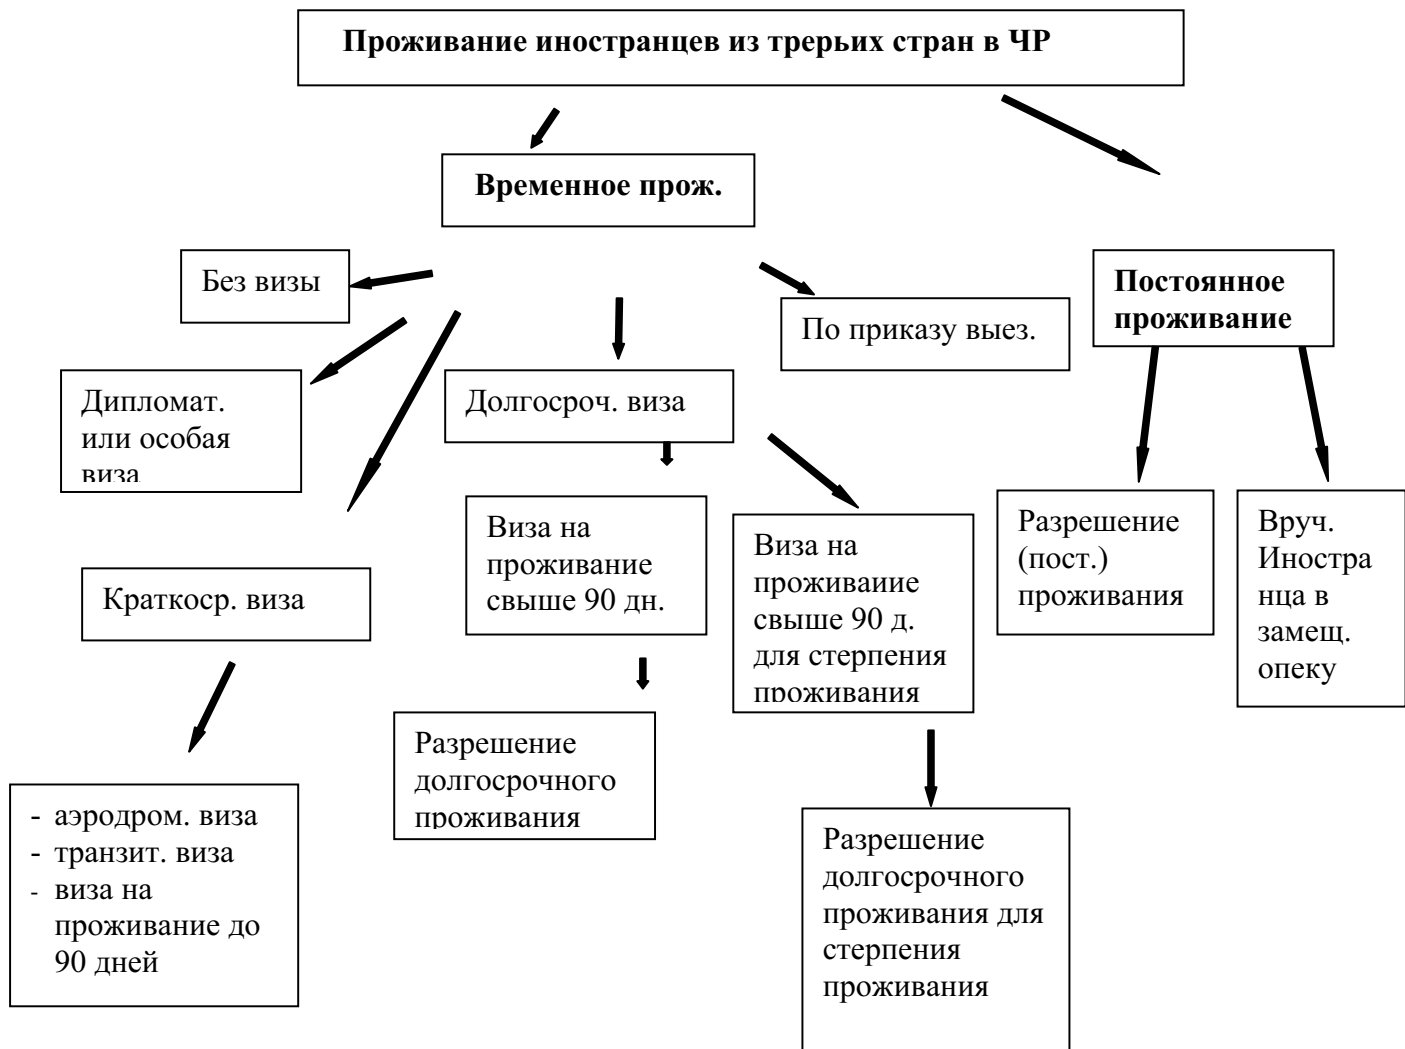 Проживание иностранцев из трерьих стран в ЧР
Временное прож.
Без визы
По приказу выез.
Постоянное
проживание
Дипломат.
или особая
виза
Долгосроч. виза
Краткоср. виза
Виза на
проживание
свыше 90 дн.
Виза на
проживаиие
свыше 90 д.
для стерпения
проживания
Разрешение
(пост.)
проживания
Вруч.
Иностра
нца в
замещ.
опеку
Разрешение
долгосрочного
проживания
- аэродром. виза
- транзит. виза
- виза на
проживание до
90 дней
Разрешение
долгосрочного
проживания для
стерпения
проживания